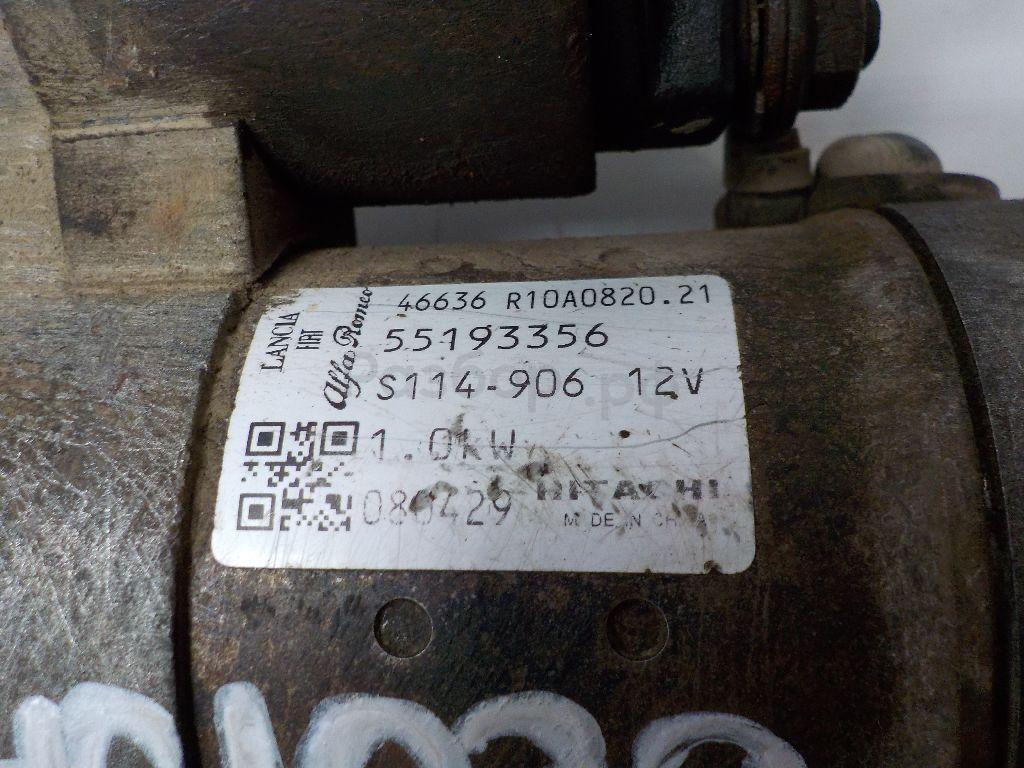 LANCIA
FIAT
Alfa Romeo
46636 R10A0820.21
55193356
S114-906 12V
1.0kW
080429 HITACHI
MADE IN CHINA